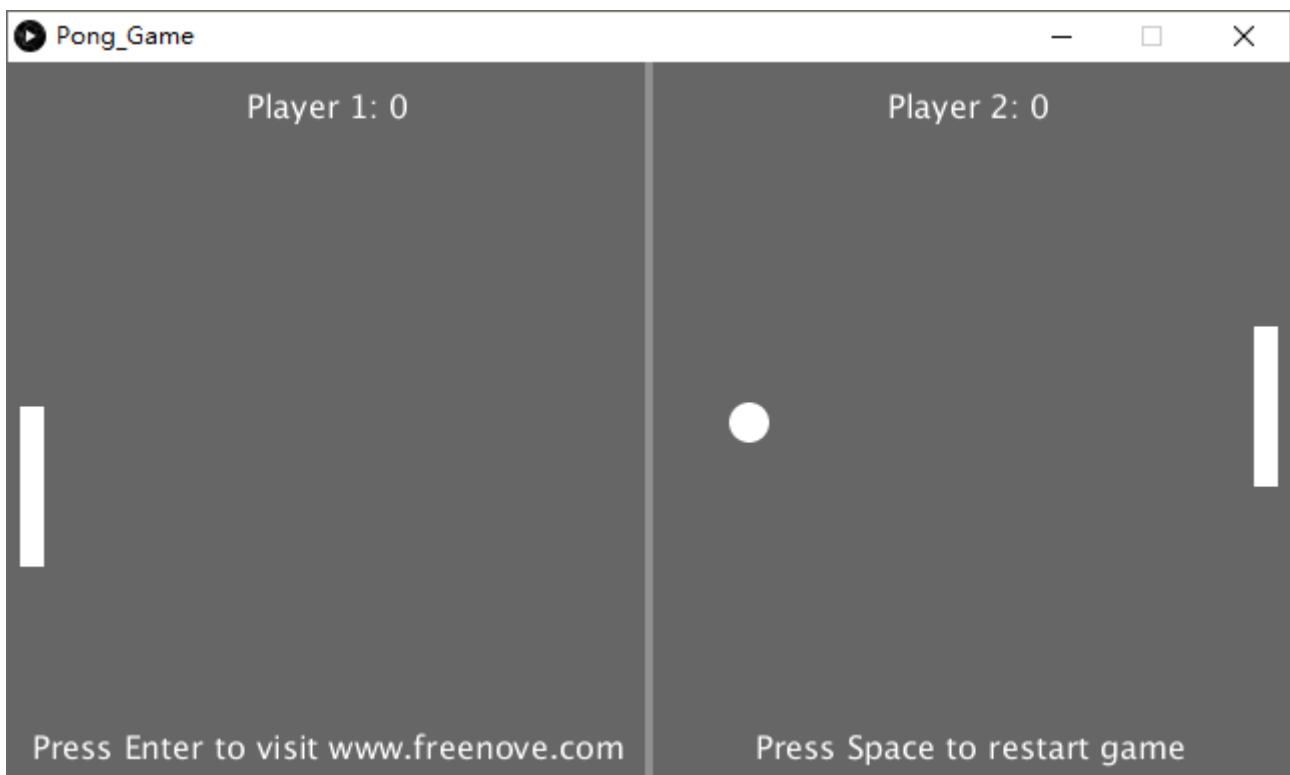 Pong_Game
Player 1: 0
Player 2: 0
Press Enter to visit www.freenove.com
Press Space to restart game